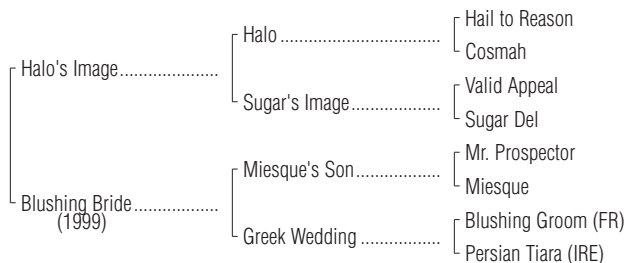 Hail to Reason
Halo ..................................
Cosmah
Halo's Image.....................
Valid Appeal
Sugar's Image...................
Sugar Del
Mr. Prospector
Miesque's Son..................
Miesque
Blushing Bride..................
(1999)
Blushing Groom (FR)
Greek Wedding .................
Persian Tiara (IRE)